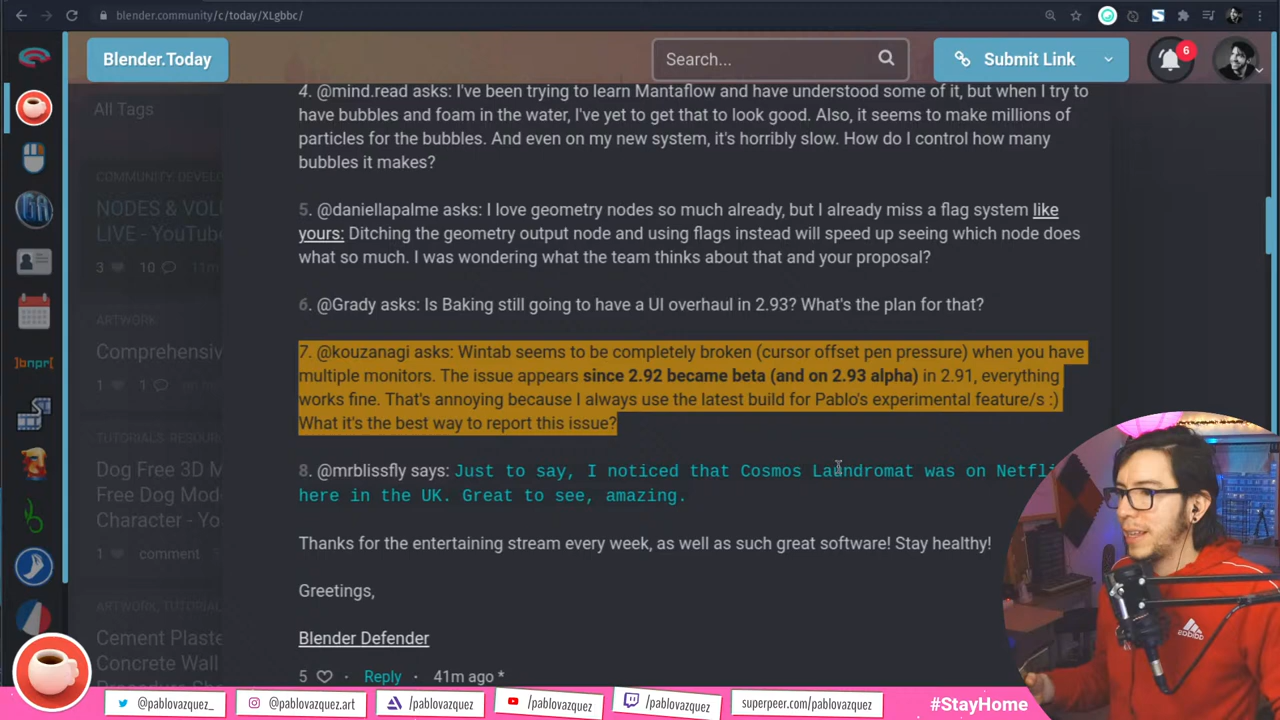 blender.community/c/today/XLgbbc/
Blender.Today
Search...
Submit Link
6
All Tags
COMMUNITY: DEVELO
NODES & VOLU
LIVE - YouTube
3 10 11m
ARTWORK
Comprehensiv
1 1
TUTORIALS: RESOUR
Dog Free 3D M
Free Dog Mode
Character - Yo
1 comment 7
ARTWORK, TUTORIAL
Cement Plaste
Concrete Wall
4. @mind.read asks: I've been trying to learn Mantaflow and have understood some of it, but when I try to
have bubbles and foam in the water, I've yet to get that to look good. Also, it seems to make millions of
particles for the bubbles. And even on my new system, it's horribly slow. How do I control how many
bubbles it makes?
5. @daniellapalme asks: I love geometry nodes so much already, but I already miss a flag system like
yours: Ditching the geometry output node and using flags instead will speed up seeing which node does
what so much. I was wondering what the team thinks about that and your proposal?
6. @Grady asks: Is Baking still going to have a UI overhaul in 2.93? What's the plan for that?
7. @kouzanagi asks: Wintab seems to be completely broken (cursor offset pen pressure) when you have
multiple monitors. The issue appears since 2.92 became beta (and on 2.93 alpha) in 2.91, everything
works fine. That's annoying because I always use the latest build for Pablo's experimental feature/s :)
What it's the best way to report this issue?
8. @mrblissfly says: Just to say, I noticed that Cosmos Laundromat was on Netfli
here in the UK. Great to see, amazing.
Thanks for the entertaining stream every week, as well as such great software! Stay healthy!
Greetings,
Blender Defender
5 · Reply · 41m ago *
@pablovazquez_
@pablovazquez.art
/pablovazquez
/pablovazquez
/pablovazquez
superpeer.com/pablovazquez
#StayHome